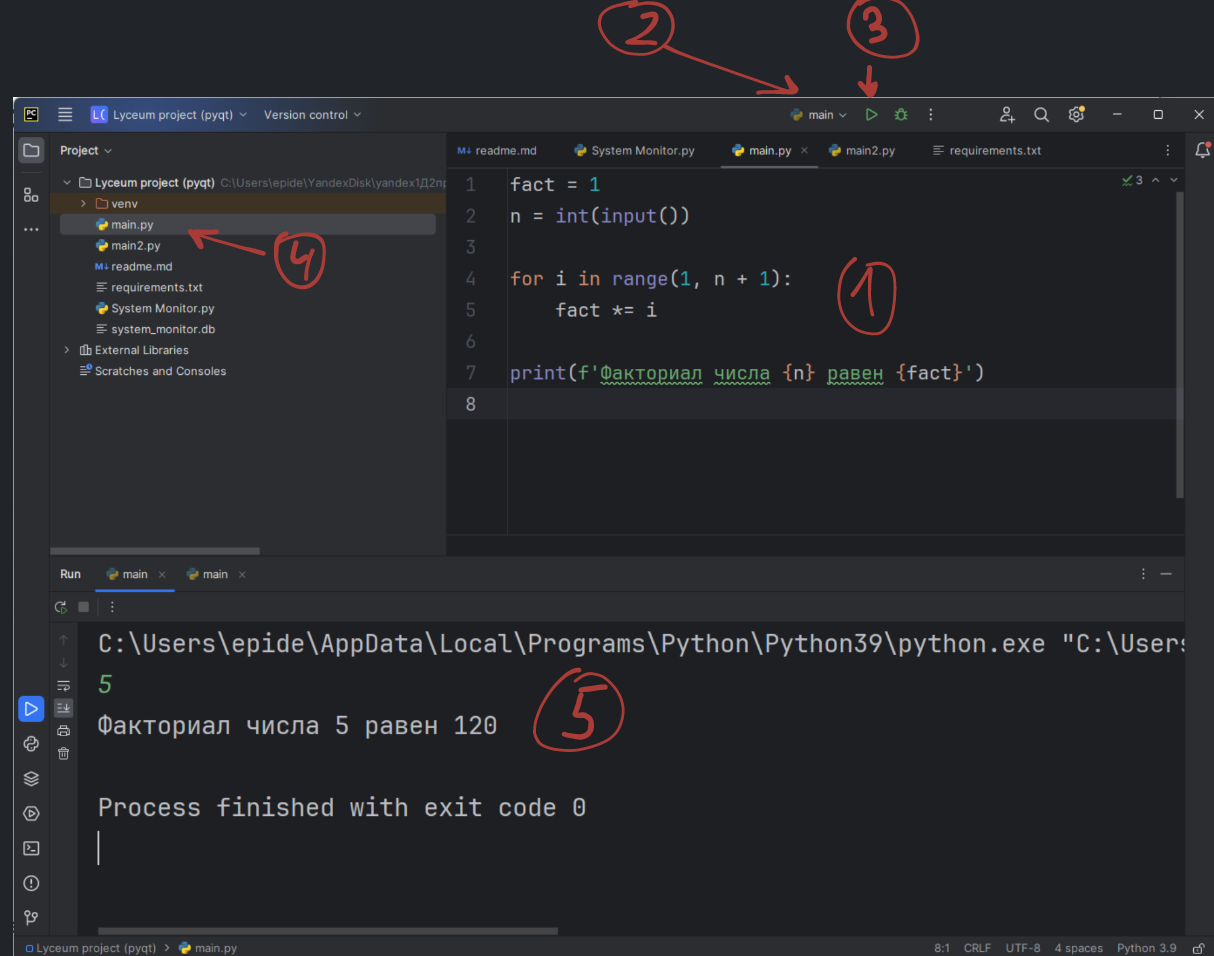 2
3
PC
L( Lyceum project (pyqt)
Version control
main
Project
Lyceum project (pyqt) C:\Users\epide\YandexDisk\yandex1Д2пр
venv
main.py
main2.py
M↓ readme.md
requirements.txt
System Monitor.py
system_monitor.db
External Libraries
Scratches and Consoles
4
M↓ readme.md
System Monitor.py
main.py
main2.py
requirements.txt
3
1 fact = 1
2 n = int(input())
3
4 for i in range(1, n + 1):
5 fact *= i
6
7 print(f'Факториал числа {n} равен {fact}')
8
1
Run
main
main
C:\Users\epide\AppData\Local\Programs\Python\Python39\python.exe "C:\Users
5
Факториал числа 5 равен 120
5
Process finished with exit code 0
Lyceum project (pyqt) > main.py
8:1 CRLF UTF-8 4 spaces Python 3.9